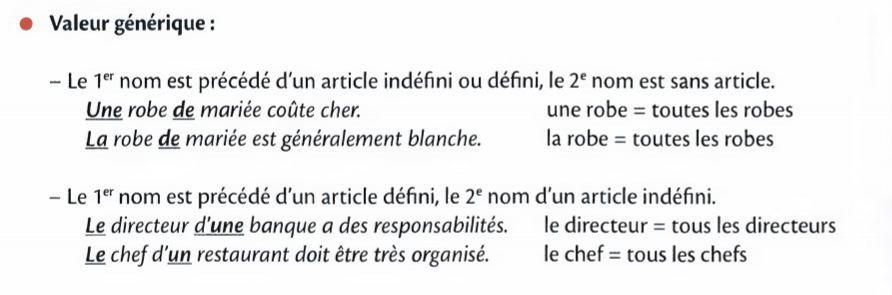 Valeur générique :
– Le 1er nom est précédé d'un article indéfini ou défini, le 2e nom est sans article.
Une robe de mariée coûte cher. une robe = toutes les robes
La robe de mariée est généralement blanche. la robe = toutes les robes
– Le 1er nom est précédé d'un article défini, le 2e nom d'un article indéfini.
Le directeur d'une banque a des responsabilités. le directeur = tous les directeurs
Le chef d'un restaurant doit être très organisé. le chef = tous les chefs